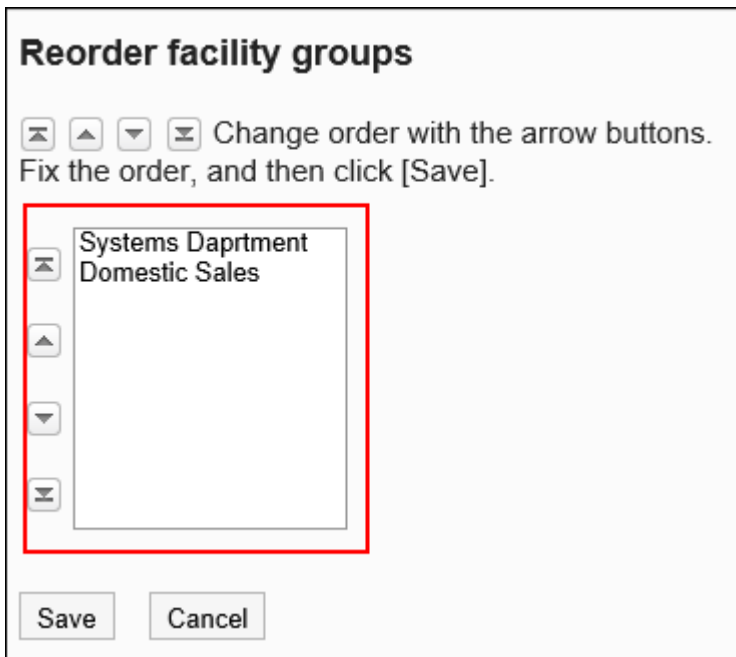 Reorder facility groups
Change order with the arrow buttons.
Fix the order, and then click [Save].
Systems Daprtment
Domestic Sales
Save
Cancel